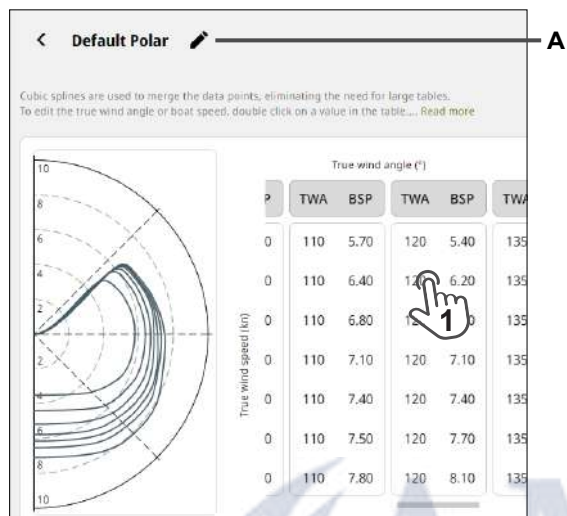 Default Polar
A
Cubic splines are used to merge the data points, eliminating the need for large tables.
To edit the true wind angle or boat speed, double click on a value in the table.... Read more
True wind angle (°)
P TWA BSP TWA BSP TWA
0 110 5.70 120 5.40 135
0 110 6.40 120 6.20 135
0 110 6.80 0 135
0 110 7.10 120 7.10 135
0 110 7.40 120 7.40 135
0 110 7.50 120 7.70 135
0 110 7.80 120 8.10 135
1
True wind speed (kn)
10
8
6
4
2
2
4
6
8
10